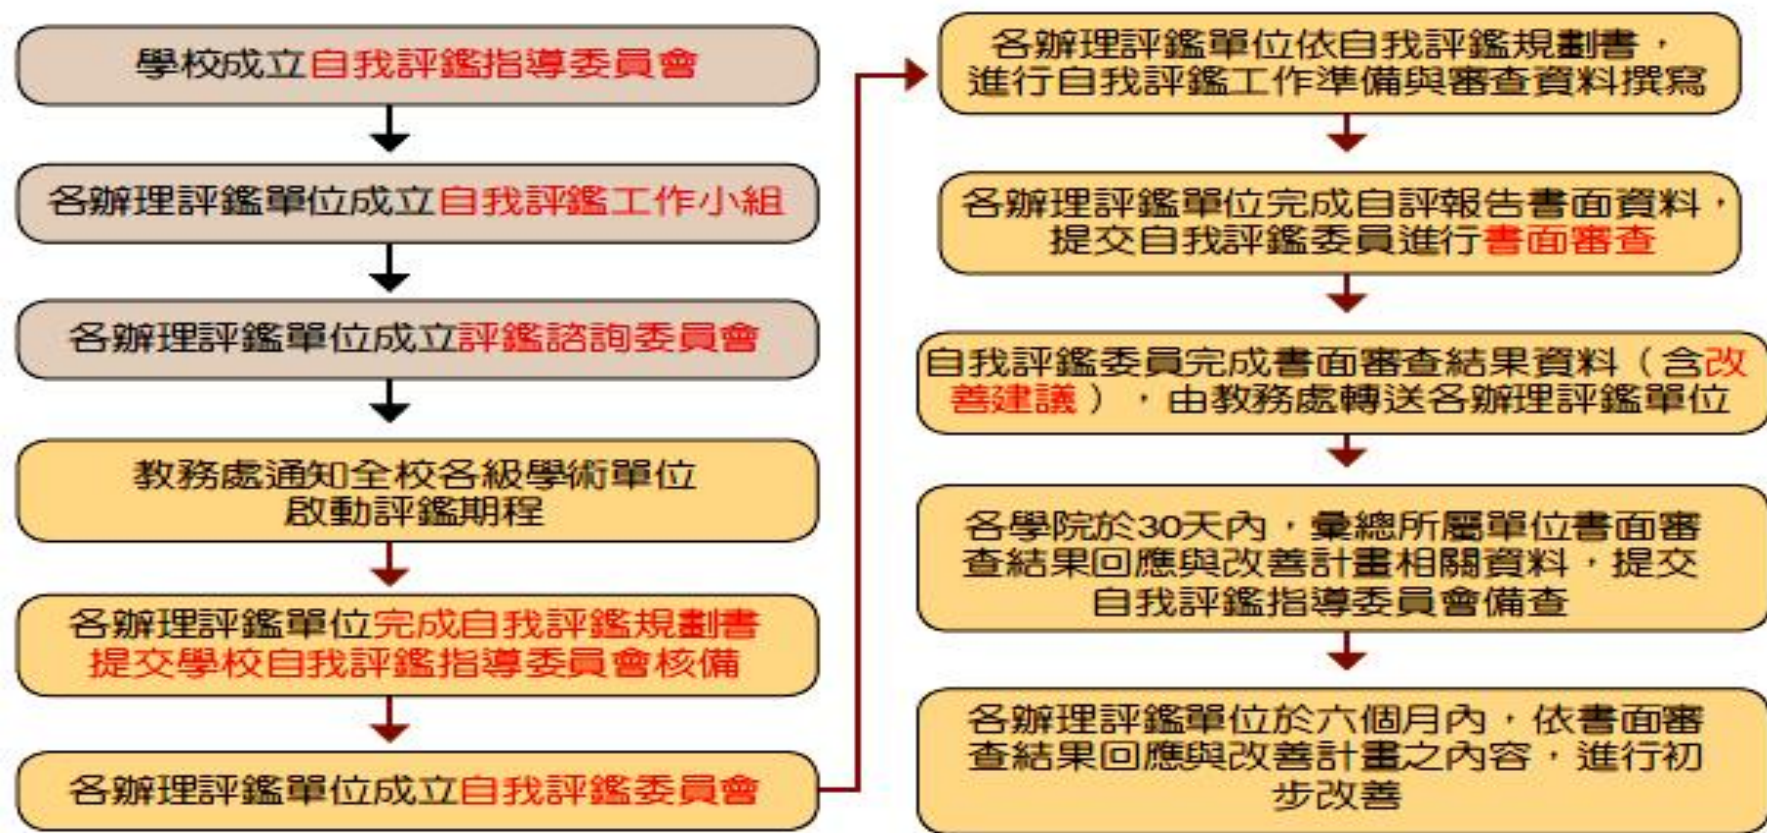 學校成立自我評鑑指導委員會
各辦理評鑑單位成立自我評鑑工作小組
各辦理評鑑單位成立評鑑諮詢委員會
教務處通知全校各級學術單位
啟動評鑑期程
各辦理評鑑單位完成自我評鑑規劃書
提交學校自我評鑑指導委員會核備
各辦理評鑑單位成立自我評鑑委員會
各辦理評鑑單位依自我評鑑規劃書，
進行自我評鑑工作準備與審查資料撰寫
各辦理評鑑單位完成自評報告書面資料，
提交自我評鑑委員進行書面審查
自我評鑑委員完成書面審查結果資料（含改
善建議），由教務處轉送各辦理評鑑單位
各學院於30天內，彙總所屬單位書面審
查結果回應與改善計畫相關資料，提交
自我評鑑指導委員會備查
各辦理評鑑單位於六個月內，依書面審
查結果回應與改善計畫之內容，進行初
步改善